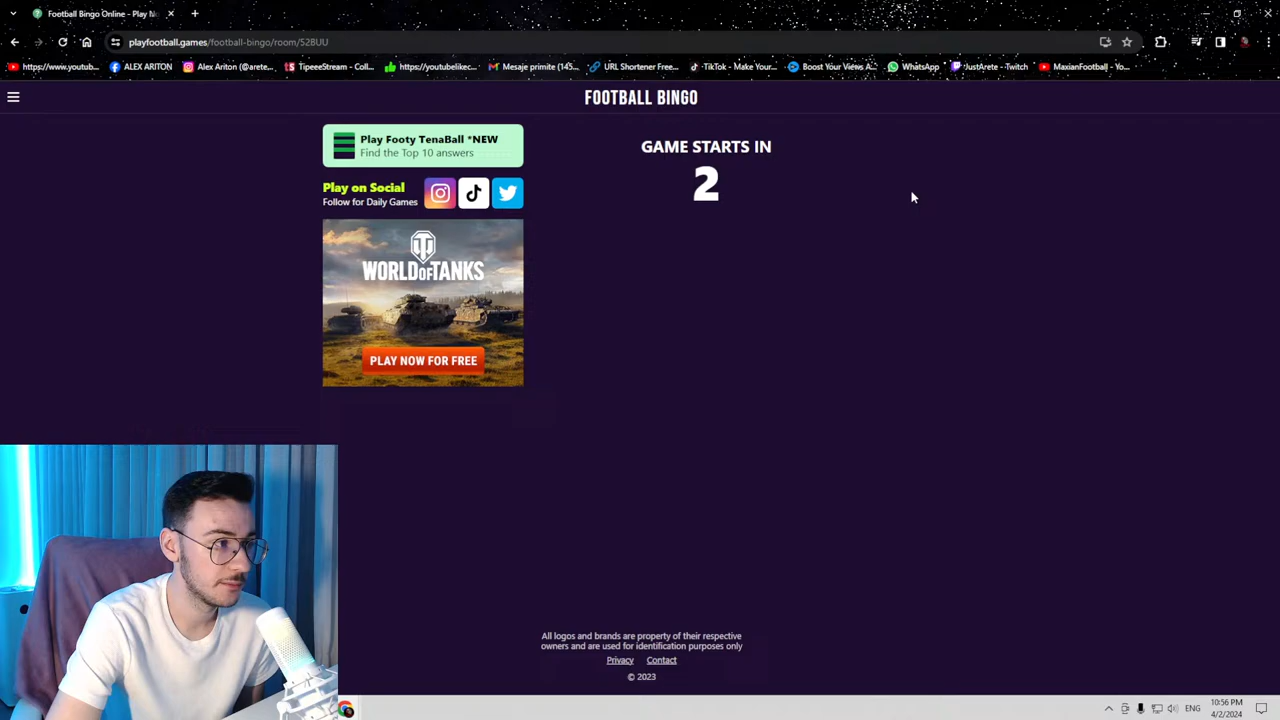 Football Bingo Online - Play M
playfootball.games/football-bingo/room/52BUU
https://www.youtub...
ALEX ARITON
Alex Ariton (@arete...
TipeeeStream - Coll...
https://youtubelikec...
Mesaje primite (145...
URL Shortener Free...
TikTok - Make Your...
Boost Your Views A...
WhatsApp
JustArete - Twitch
MaxianFootball - Yo...
FOOTBALL BINGO
Play Footy TenaBall *NEW
Find the Top 10 answers
Play on Social
Follow for Daily Games
WORLD OF TANKS
PLAY NOW FOR FREE
GAME STARTS IN
2
All logos and brands are property of their respective
owners and are used for identification purposes only
Privacy Contact
© 2023
ENG
10:56 PM
4/2/2024